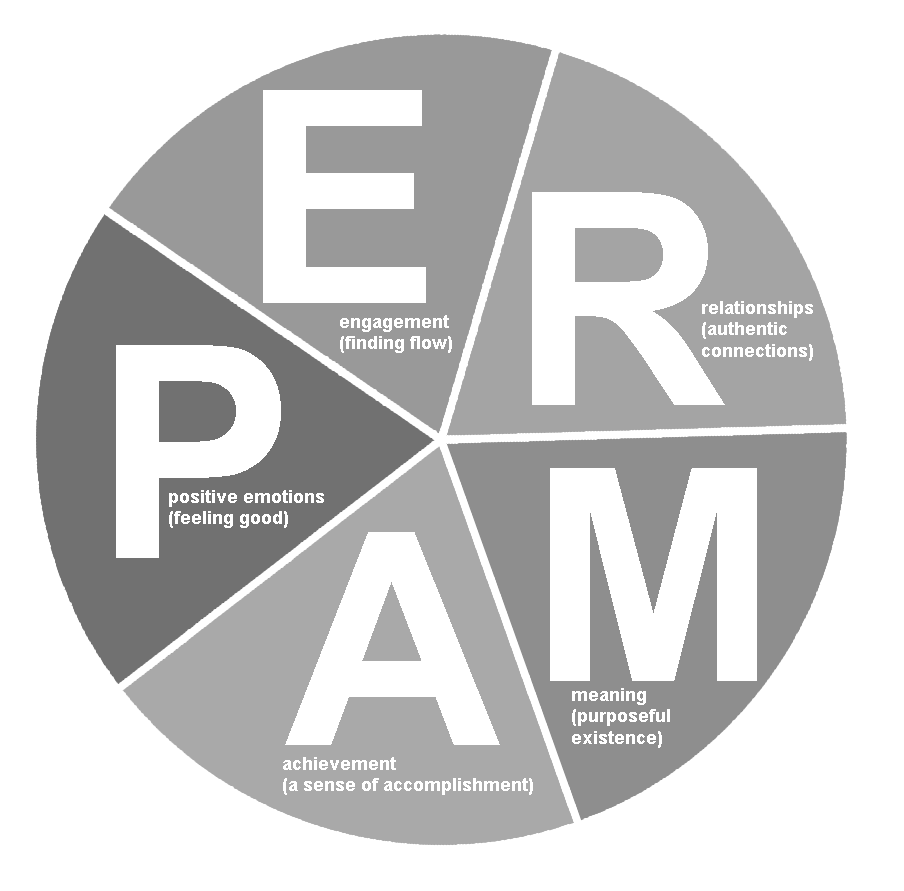 P
positive emotions
(feeling good)
E
engagement
(finding flow)
R
relationships
(authentic
connections)
M
meaning
(purposeful
existence)
A
achievement
(a sense of accomplishment)